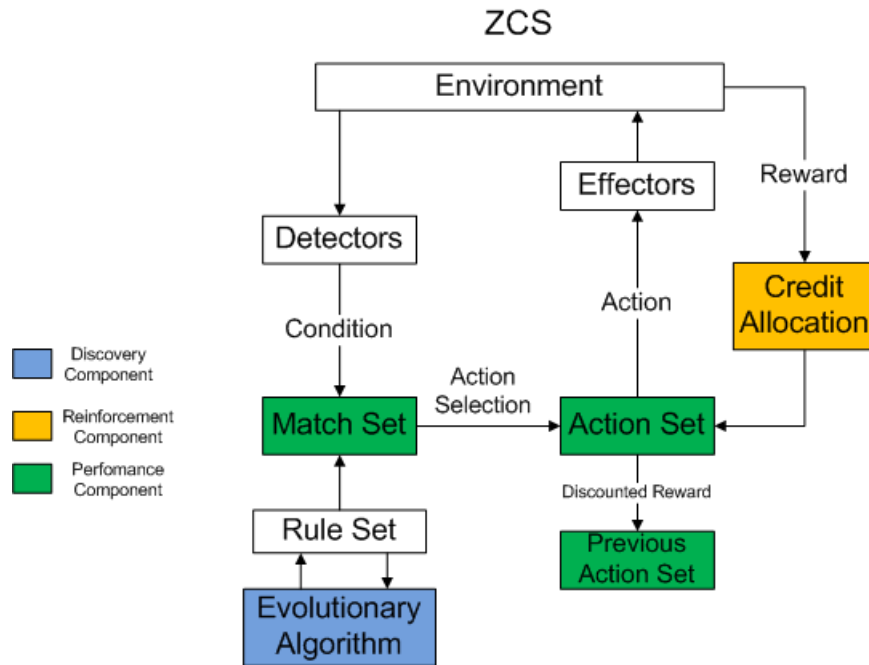 ZCS
Environment
Effectors
Reward
Detectors
Credit
Allocation
Action
Condition
Discovery
Component
Action
Selection
Reinforcement
Component
Match Set
Action Set
Perfomance
Component
Discounted Reward
Rule Set
Previous
Action Set
Evolutionary
Algorithm